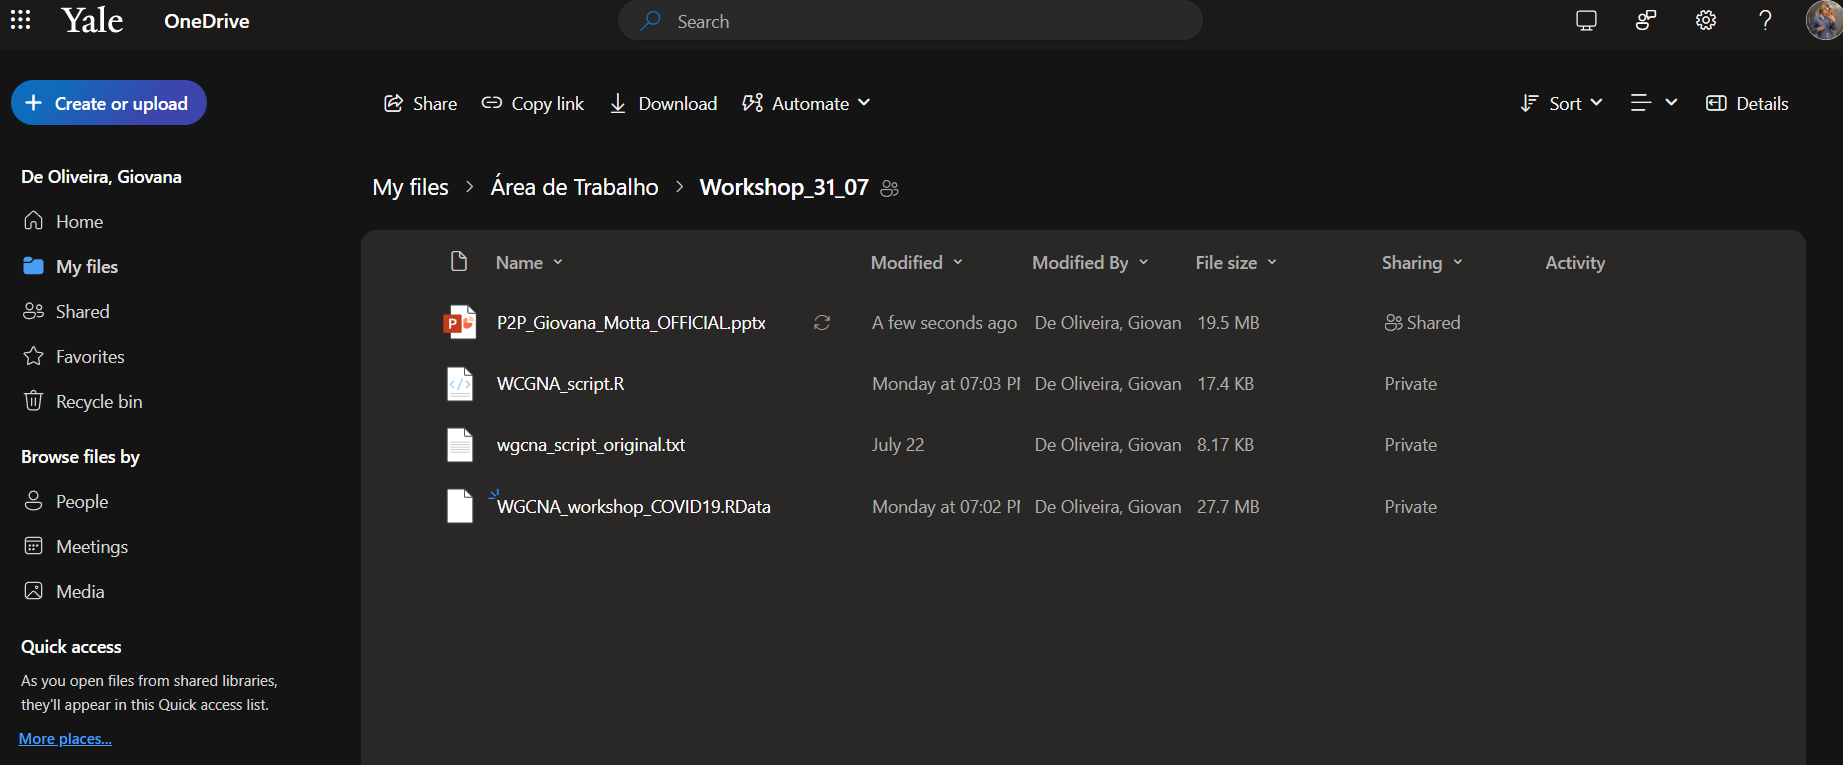 Yale OneDrive Search
Create or upload
Share Copy link Download Automate Sort Details
De Oliveira, Giovana
Home
My files
Shared
Favorites
Recycle bin
Browse files by
People
Meetings
Media
Quick access
As you open files from shared libraries,
they'll appear in this Quick access list.
More places...
My files > Área de Trabalho > Workshop_31_07
Name Modified Modified By File size Sharing Activity
P2P_Giovana_Motta_OFFICIAL.pptx A few seconds ago De Oliveira, Giovan 19.5 MB Shared
WCGNA_script.R Monday at 07:03 PM De Oliveira, Giovan 17.4 KB Private
wgcna_script_original.txt July 22 De Oliveira, Giovan 8.17 KB Private
WGCNA_workshop_COVID19.RData Monday at 07:02 PM De Oliveira, Giovan 27.7 MB Private